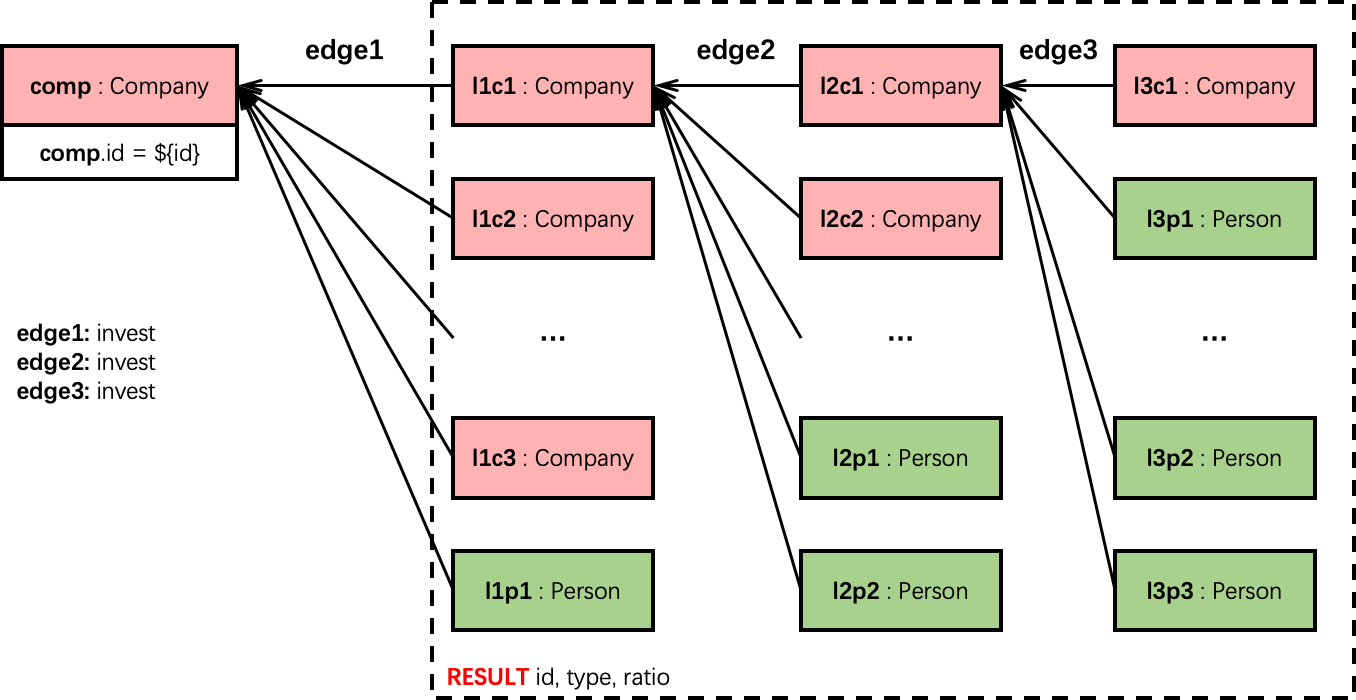 edge1
edge2
edge3
comp : Company
l1c1 : Company
l2c1 : Company
l3c1 : Company
comp.id = ${id}
l1c2 : Company
l2c2 : Company
l3p1 : Person
edge1: invest
edge2: invest
edge3: invest
...
...
...
l1c3 : Company
l2p1 : Person
l3p2 : Person
l1p1 : Person
l2p2 : Person
l3p3 : Person
RESULT id, type, ratio